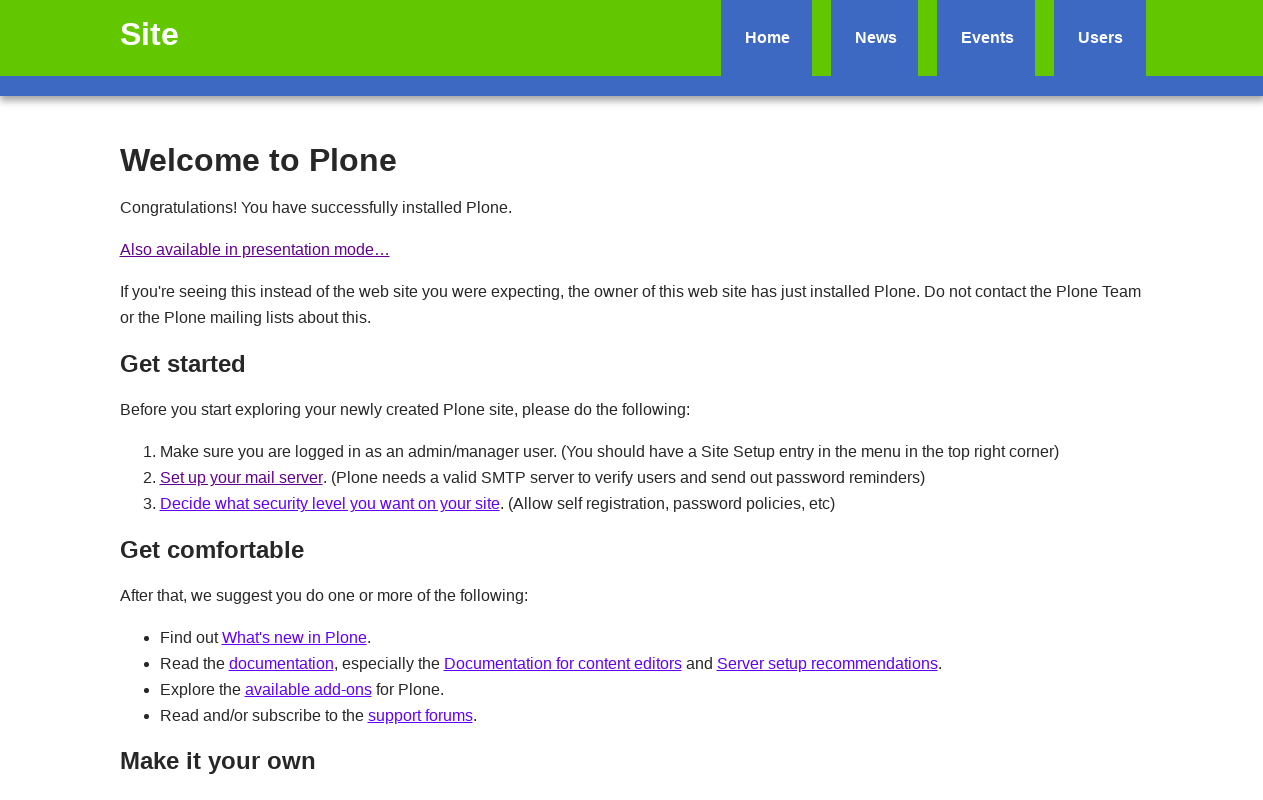 Site
Home
News
Events
Users
Welcome to Plone
Congratulations! You have successfully installed Plone.
Also available in presentation mode…
If you're seeing this instead of the web site you were expecting, the owner of this web site has just installed Plone. Do not contact the Plone Team
or the Plone mailing lists about this.
Get started
Before you start exploring your newly created Plone site, please do the following:
1. Make sure you are logged in as an admin/manager user. (You should have a Site Setup entry in the menu in the top right corner)
2. Set up your mail server. (Plone needs a valid SMTP server to verify users and send out password reminders)
3. Decide what security level you want on your site. (Allow self registration, password policies, etc)
Get comfortable
After that, we suggest you do one or more of the following:
• Find out What's new in Plone.
• Read the documentation, especially the Documentation for content editors and Server setup recommendations.
• Explore the available add-ons for Plone.
• Read and/or subscribe to the support forums.
Make it your own